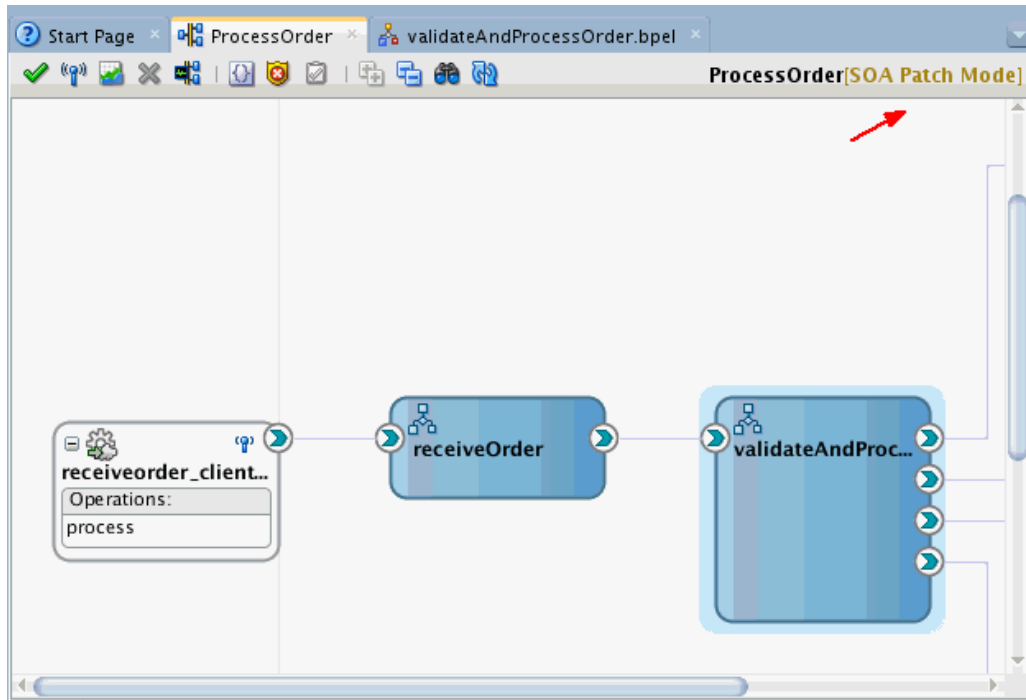 Start Page
ProcessOrder
validateAndProcessOrder.bpel
ProcessOrder[SOA Patch Mode]
receiveorder_client...
Operations:
process
receiveOrder
validateAndProc...